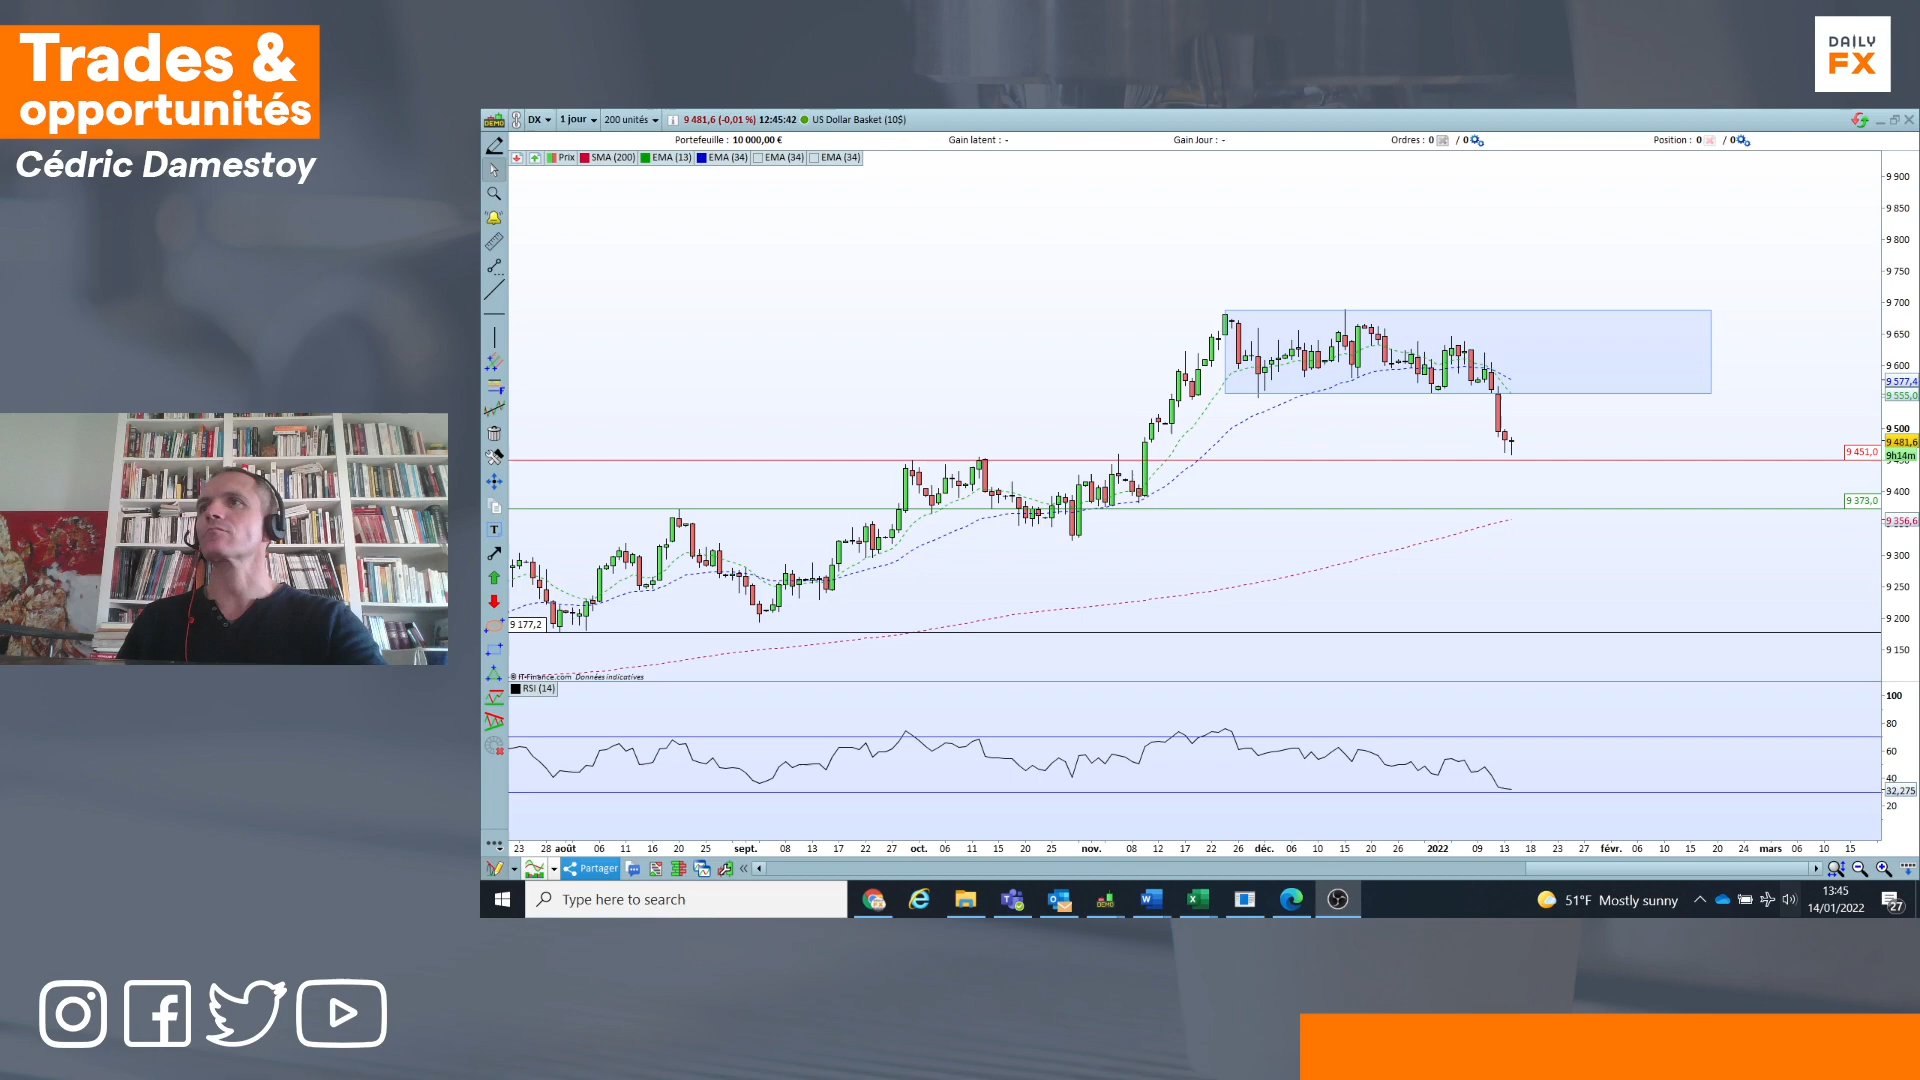 Trades &
opportunités
Cédric Damestoy
DAILY
FX
DX 1 jour 200 unités 9 481,6 (-0,01 %) 12:45:42 US Dollar Basket (10$)
Portefeuille : 10 000,00 € Gain latent : - Gain Jour : - Ordres : 0 / 0 Position : 0 / 0
Prix SMA (200) EMA (13) EMA (34) EMA (34) EMA (34)
9 900
9 850
9 800
9 750
9 700
9 650
9 600
9 577,4
9 555,0
9 500
9 481,6
9 451,0 9h14m
9 400
9 373,0
9 356,6
9 300
9 250
9 200
9 177,2
9 150
© IT-Finance.com Données indicatives
RSI (14)
100
80
60
40
32,275
20
23 28 août 06 11 16 20 25 sept. 08 13 17 22 27 oct. 06 11 15 20 25 nov. 08 12 17 22 26 déc. 06 10 15 20 26 2022 09 13 18 23 27 févr. 06 10 15 20 24 mars 06 10 15
Partager
Type here to search
51°F Mostly sunny
13:45
14/01/2022
27